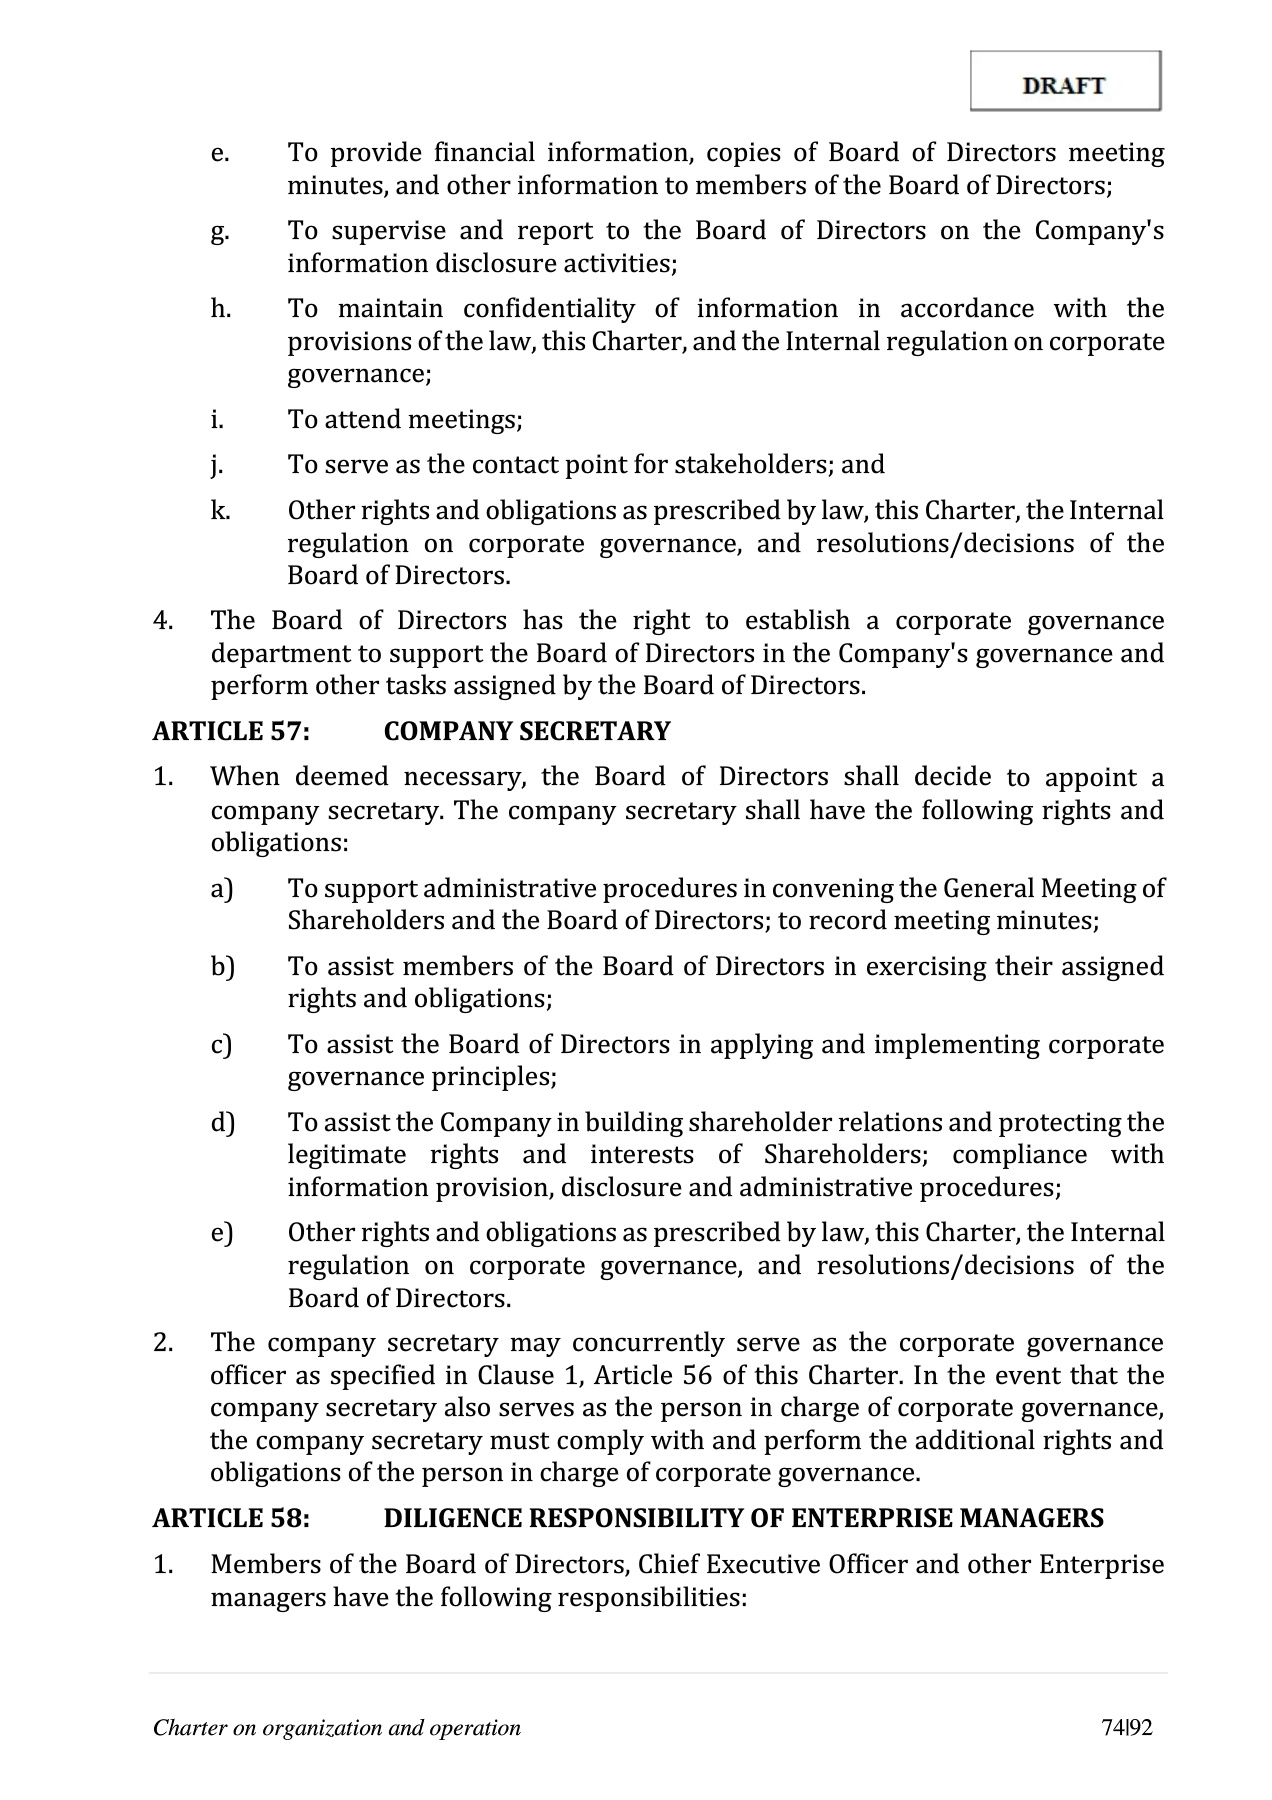 DRAFT
e. To provide financial information, copies of Board of Directors meeting
minutes, and other information to members of the Board of Directors;
g. To supervise and report to the Board of Directors on the Company's
information disclosure activities;
h. To maintain confidentiality of information in accordance with the
provisions of the law, this Charter, and the Internal regulation on corporate
governance;
i. To attend meetings;
j. To serve as the contact point for stakeholders; and
k. Other rights and obligations as prescribed by law, this Charter, the Internal
regulation on corporate governance, and resolutions/decisions of the
Board of Directors.
4. The Board of Directors has the right to establish a corporate governance
department to support the Board of Directors in the Company's governance and
perform other tasks assigned by the Board of Directors.
ARTICLE 57: COMPANY SECRETARY
1. When deemed necessary, the Board of Directors shall decide to appoint a
company secretary. The company secretary shall have the following rights and
obligations:
a) To support administrative procedures in convening the General Meeting of
Shareholders and the Board of Directors; to record meeting minutes;
b) To assist members of the Board of Directors in exercising their assigned
rights and obligations;
c) To assist the Board of Directors in applying and implementing corporate
governance principles;
d) To assist the Company in building shareholder relations and protecting the
legitimate rights and interests of Shareholders; compliance with
information provision, disclosure and administrative procedures;
e) Other rights and obligations as prescribed by law, this Charter, the Internal
regulation on corporate governance, and resolutions/decisions of the
Board of Directors.
2. The company secretary may concurrently serve as the corporate governance
officer as specified in Clause 1, Article 56 of this Charter. In the event that the
company secretary also serves as the person in charge of corporate governance,
the company secretary must comply with and perform the additional rights and
obligations of the person in charge of corporate governance.
ARTICLE 58: DILIGENCE RESPONSIBILITY OF ENTERPRISE MANAGERS
1. Members of the Board of Directors, Chief Executive Officer and other Enterprise
managers have the following responsibilities:
Charter on organization and operation 74|92